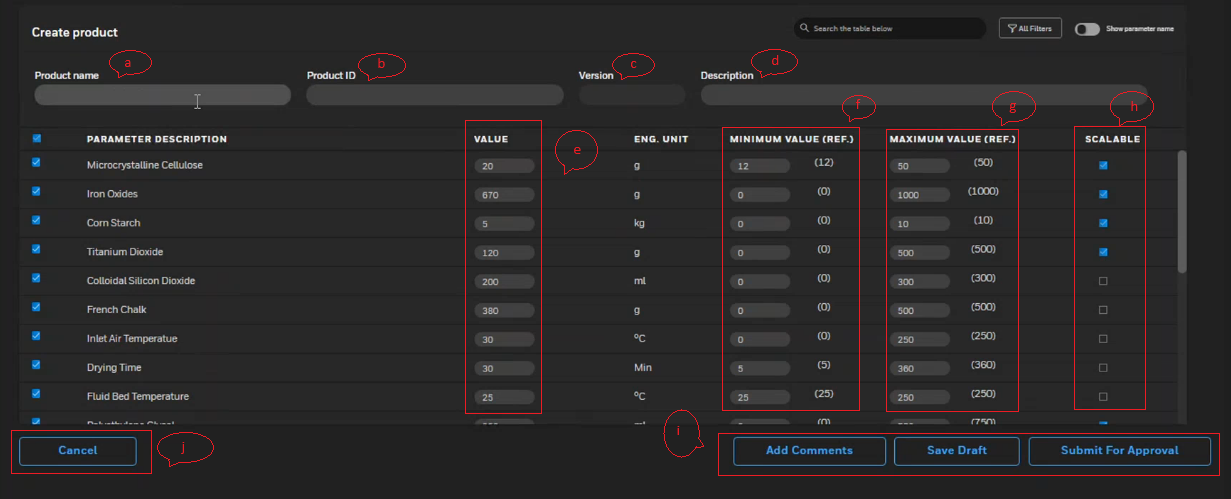 Create product
Search the table below
All Filters
Show parameter name
a b c d
Product name Product ID Version Description
f g h
PARAMETER DESCRIPTION VALUE ENG. UNIT MINIMUM VALUE (REF.) MAXIMUM VALUE (REF.) SCALABLE
e
Microcrystalline Cellulose 20 g 12 (12) 50 (50)
Iron Oxides 670 g 0 (0) 1000 (1000)
Corn Starch 5 kg 0 (0) 10 (10)
Titanium Dioxide 120 g 0 (0) 500 (500)
Colloidal Silicon Dioxide 200 ml 0 (0) 300 (300)
French Chalk 380 g 0 (0) 500 (500)
Inlet Air Temperatue 30 ºC 0 (0) 250 (250)
Drying Time 30 Min 5 (5) 360 (360)
Fluid Bed Temperature 25 ºC 25 (25) 250 (250)
(0) (750)
i
j
Cancel Add Comments Save Draft Submit For Approval